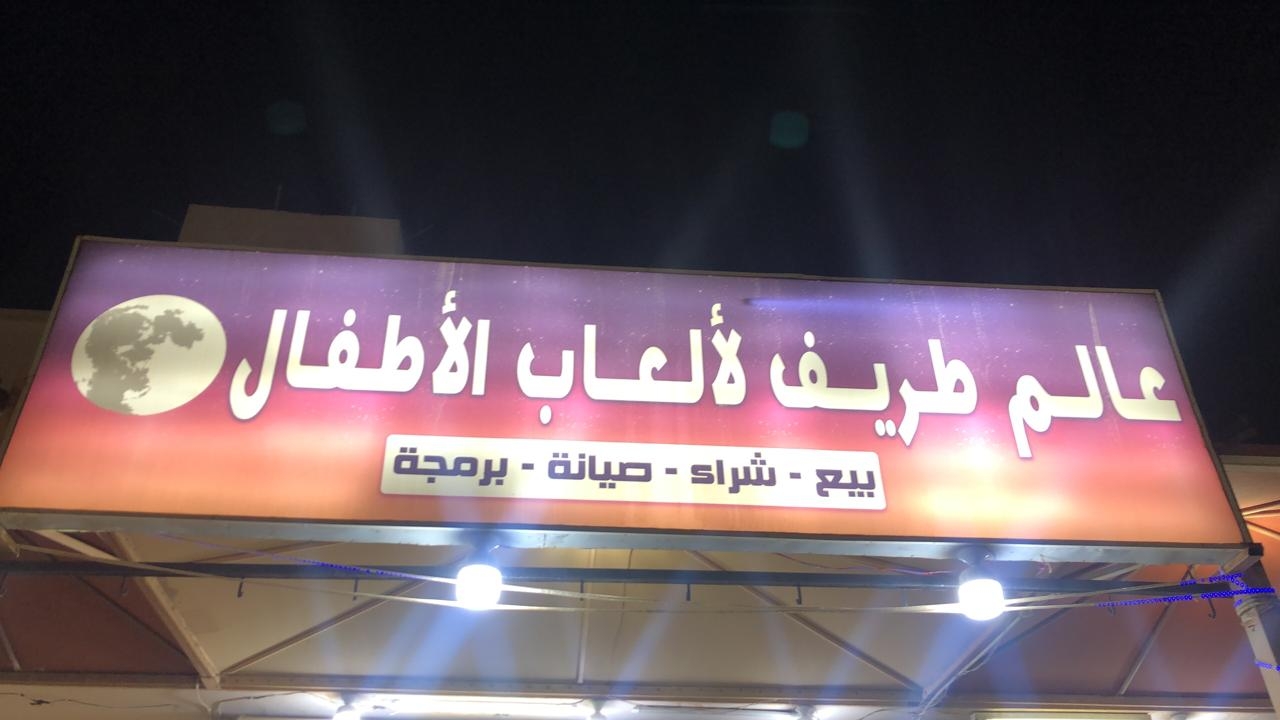 عالم طريف لألعاب الأطفال
بيع - شراء - صيانة - برمجة